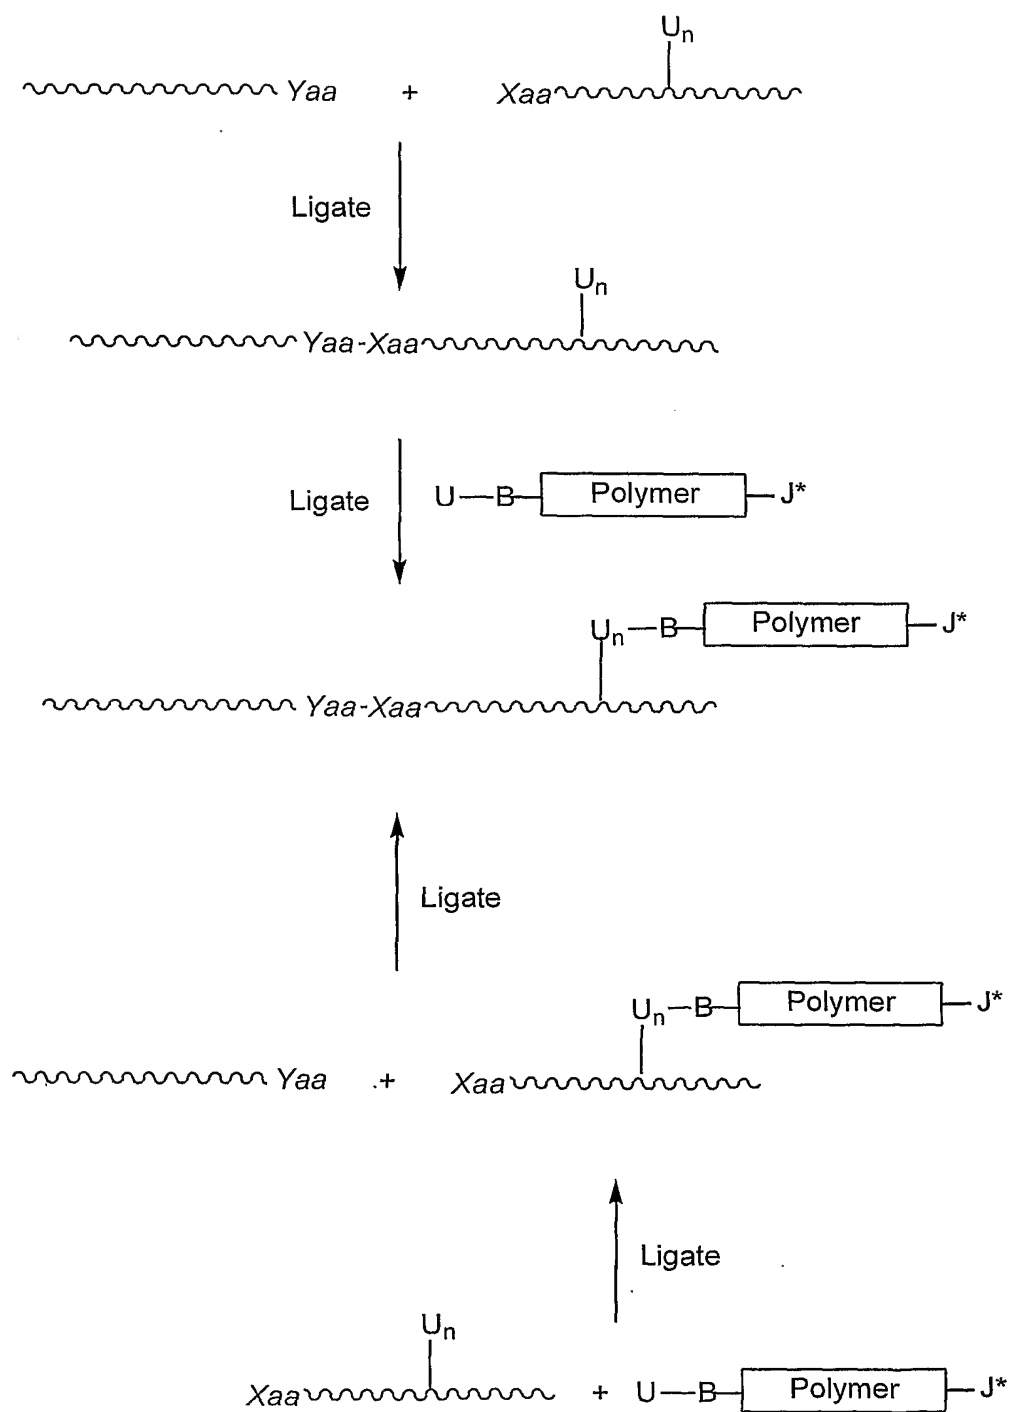 Un
Yaa + Xaa
Ligate
Un
Yaa-Xaa
Ligate U—B— Polymer —J*
Un—B— Polymer —J*
Yaa-Xaa
Ligate
Un—B— Polymer —J*
Yaa + Xaa
Ligate
Un
Xaa + U—B— Polymer —J*